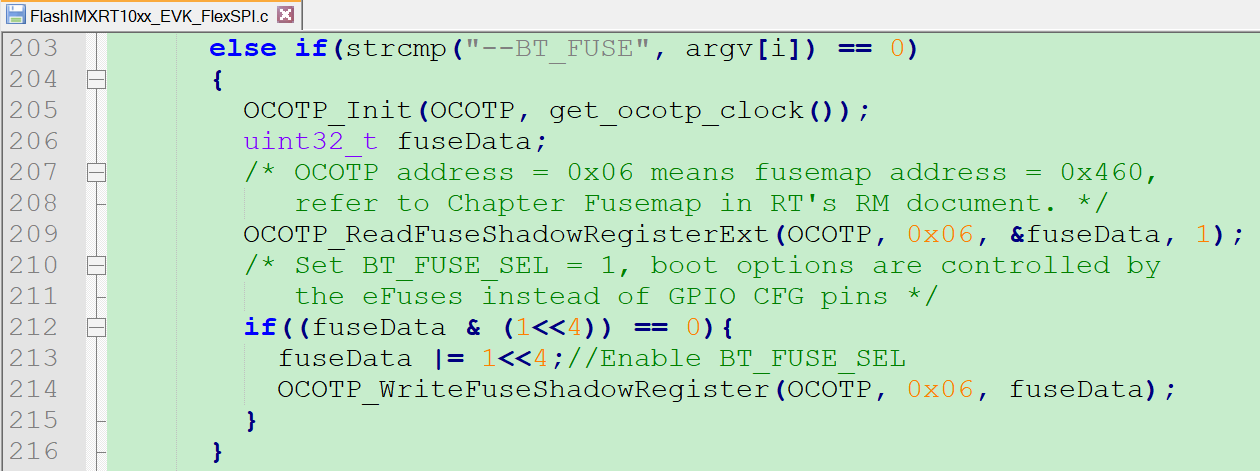 FlashIMXRT10xx_EVK_FlexSPI.c
203 else if(strcmp("--BT_FUSE", argv[i]) == 0)
204 {
205 OCOTP_Init(OCOTP, get_ocotp_clock());
206 uint32_t fuseData;
207 /* OCOTP address = 0x06 means fusemap address = 0x460,
208 refer to Chapter Fusemap in RT's RM document. */
209 OCOTP_ReadFuseShadowRegisterExt(OCOTP, 0x06, &fuseData, 1);
210 /* Set BT_FUSE_SEL = 1, boot options are controlled by
211 the eFuses instead of GPIO CFG pins */
212 if((fuseData & (1<<4)) == 0){
213 fuseData |= 1<<4;//Enable BT_FUSE_SEL
214 OCOTP_WriteFuseShadowRegister(OCOTP, 0x06, fuseData);
215 }
216 }